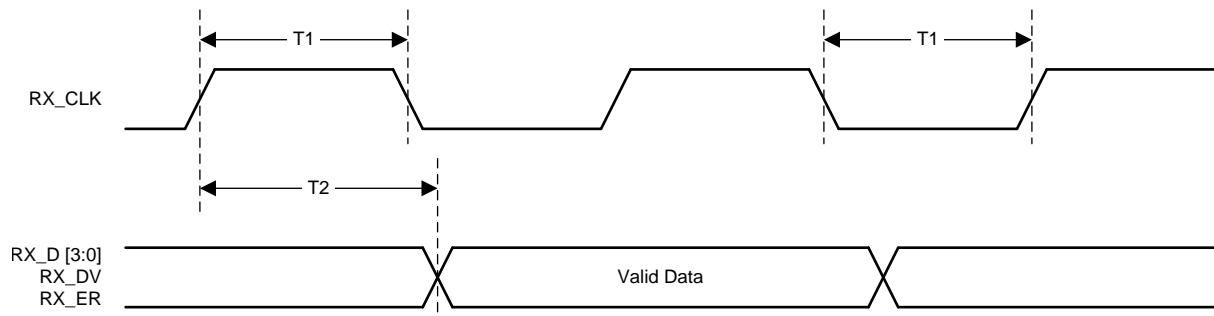 T1
T1
RX_CLK
T2
RX_D [3:0]
RX_DV
Valid Data
RX_ER